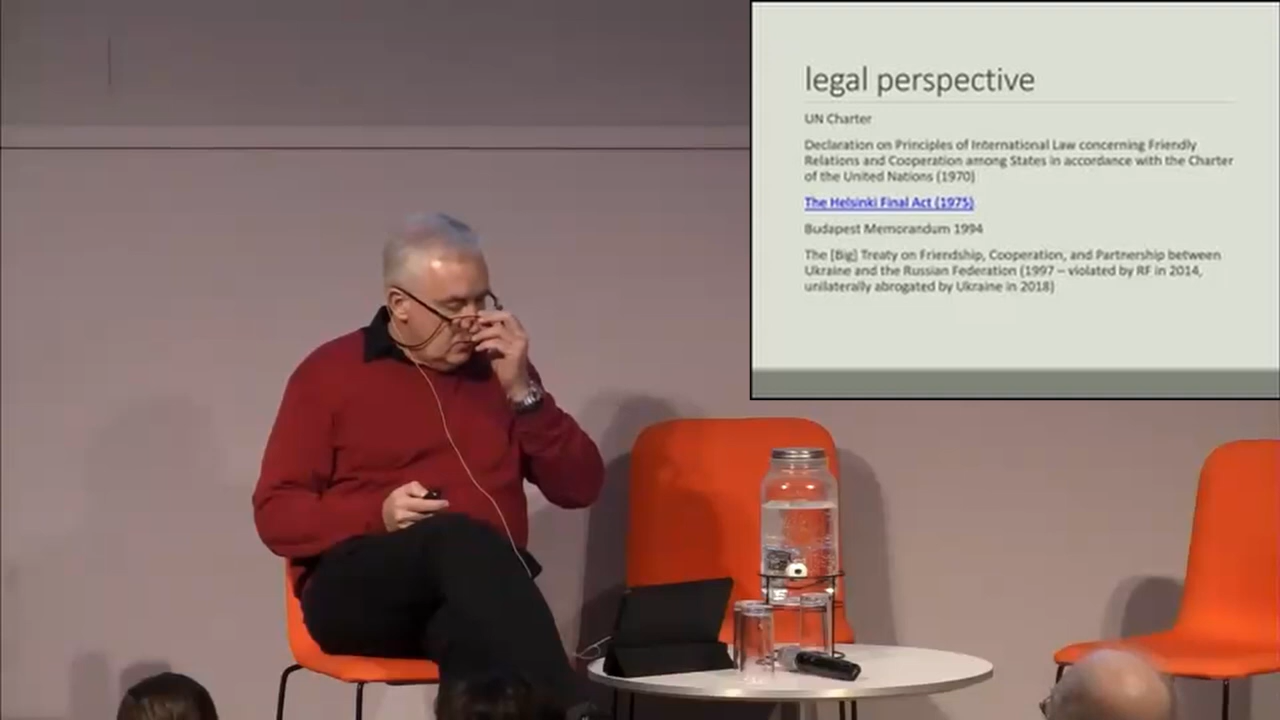 legal perspective
UN Charter
Declaration on Principles of International Law concerning Friendly
Relations and Cooperation among States in accordance with the Charter
of the United Nations (1970)
The Helsinki Final Act (1975)
Budapest Memorandum 1994
The [Big] Treaty on Friendship, Cooperation, and Partnership between
Ukraine and the Russian Federation (1997 – violated by RF in 2014,
unilaterally abrogated by Ukraine in 2018)